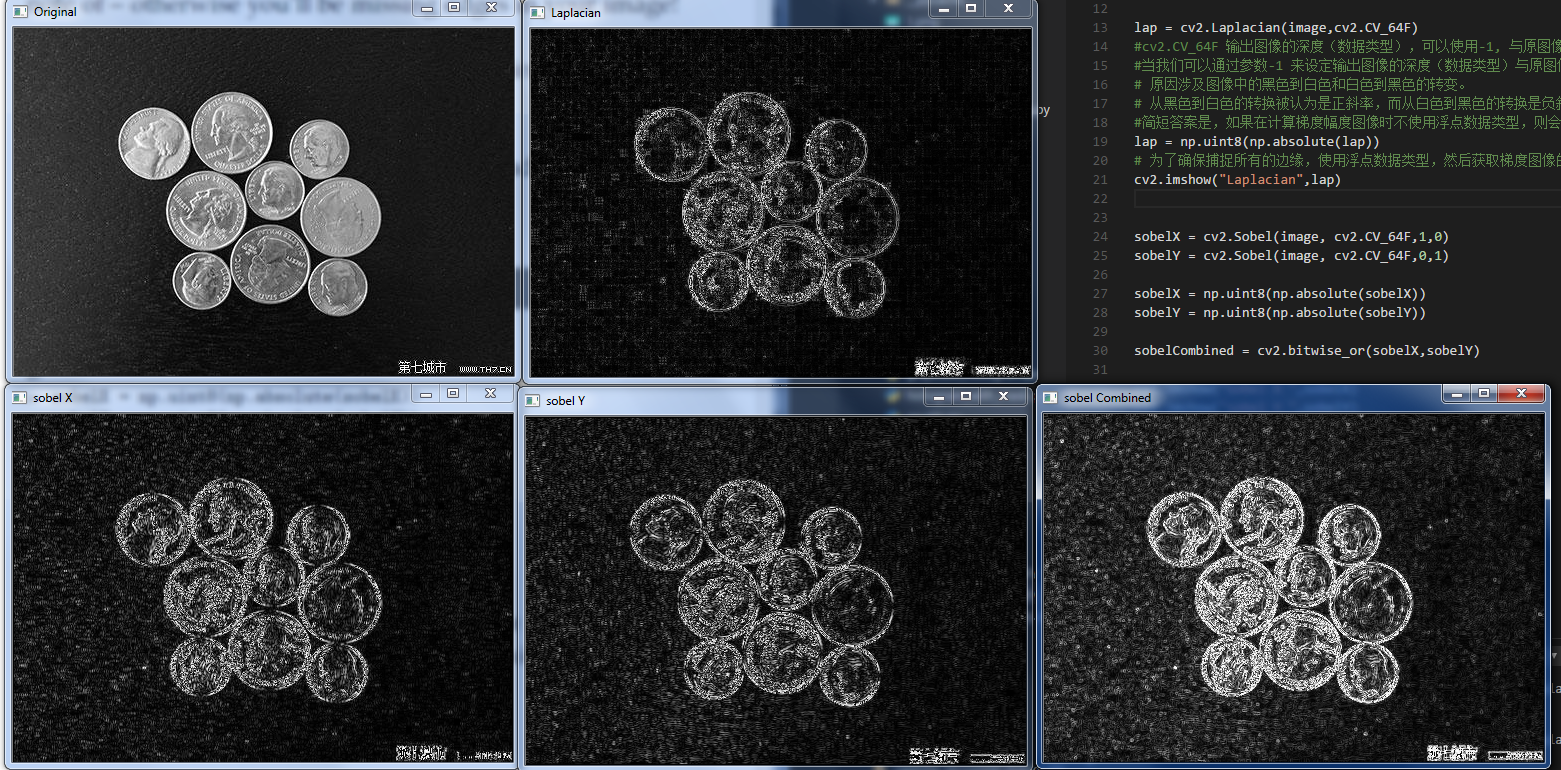 Original
Laplacian
第七城市 WWW.TH7.CN
sobel X
sobel Y
sobel Combined
py
12
13 lap = cv2.Laplacian(image,cv2.CV_64F)
14 #cv2.CV_64F 输出图像的深度（数据类型），可以使用-1, 与原图像
15 #当我们可以通过参数-1 来设定输出图像的深度（数据类型）与原图像
16 # 原因涉及图像中的黑色到白色和白色到黑色的转变。
17 # 从黑色到白色的转换被认为是正斜率，而从白色到黑色的转换是负斜
18 #简短答案是，如果在计算梯度幅度图像时不使用浮点数据类型，则会
19 lap = np.uint8(np.absolute(lap))
20 # 为了确保捕捉所有的边缘，使用浮点数据类型，然后获取梯度图像的
21 cv2.imshow("Laplacian",lap)
22
23
24 sobelX = cv2.Sobel(image, cv2.CV_64F,1,0)
25 sobelY = cv2.Sobel(image, cv2.CV_64F,0,1)
26
27 sobelX = np.uint8(np.absolute(sobelX))
28 sobelY = np.uint8(np.absolute(sobelY))
29
30 sobelCombined = cv2.bitwise_or(sobelX,sobelY)
31